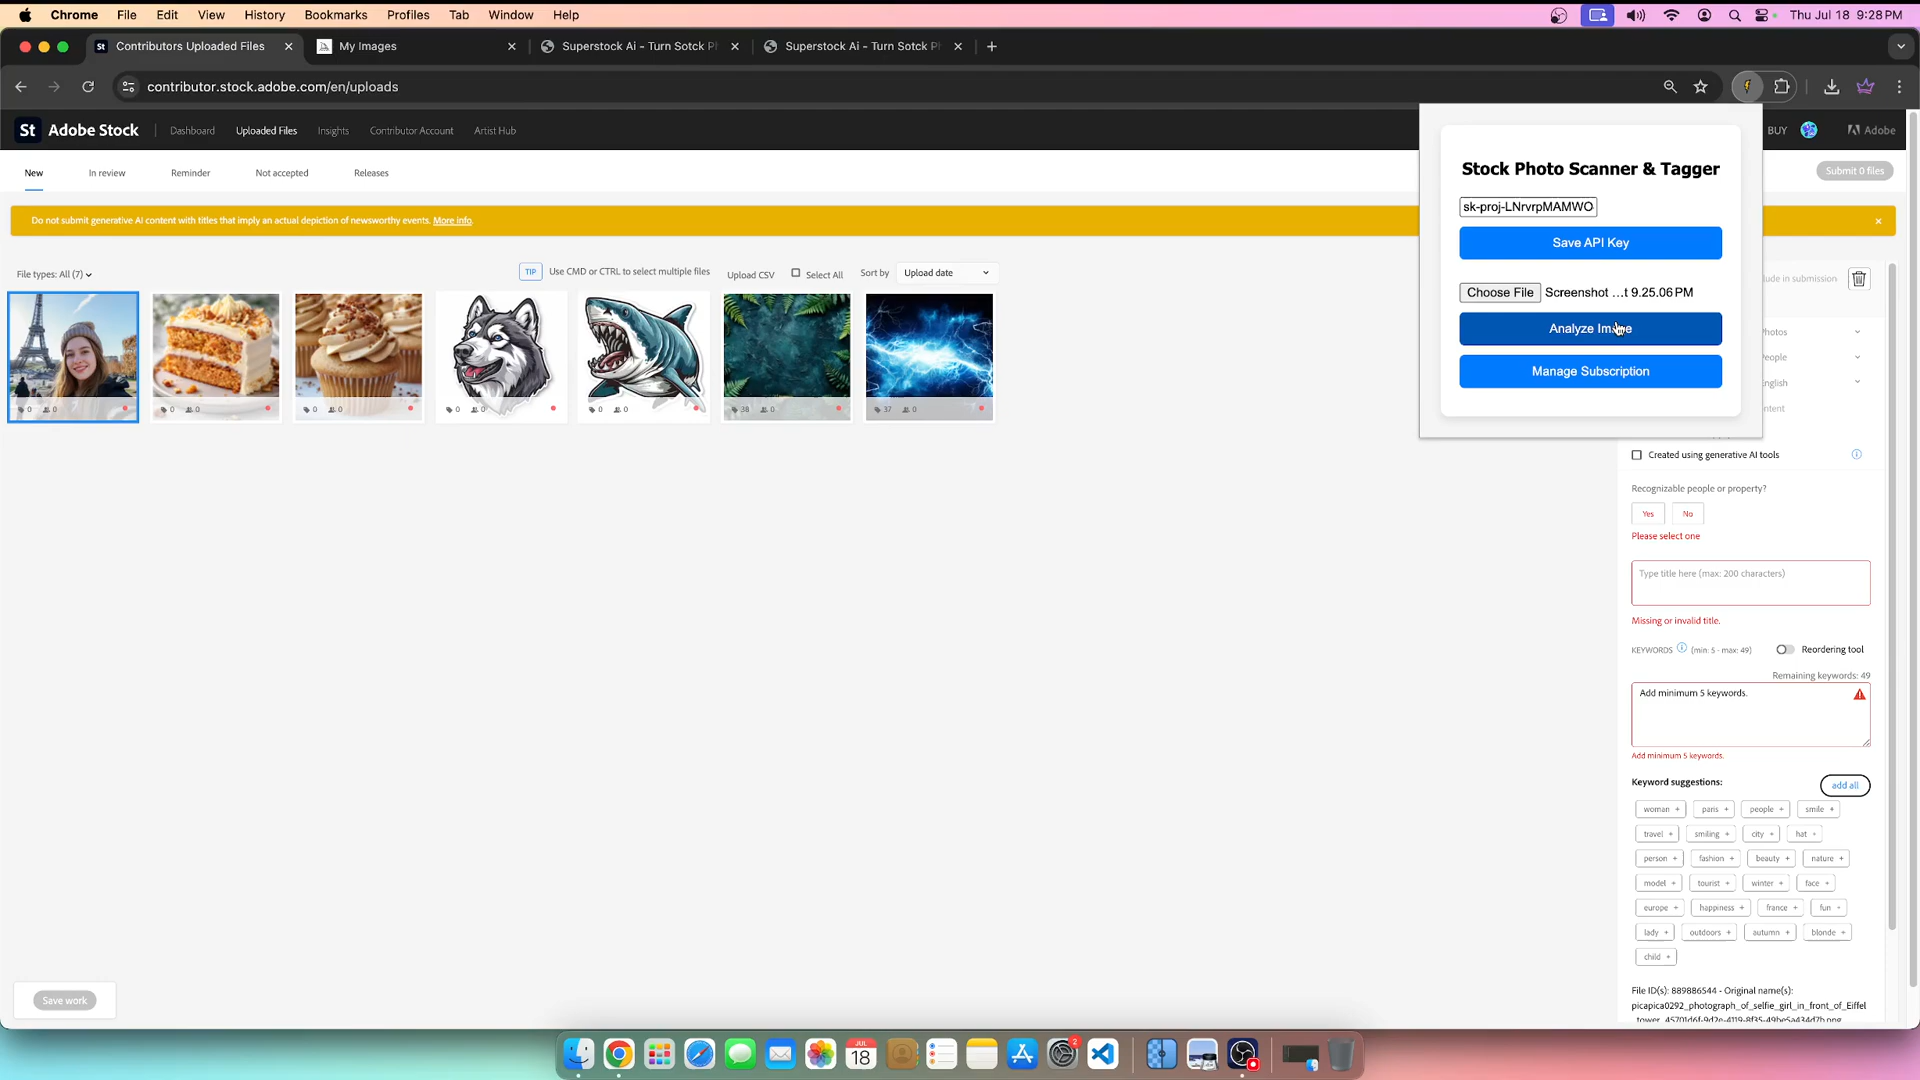 Chrome File Edit View History Bookmarks Profiles Tab Window Help Thu Jul 18 9:28 PM
St Contributors Uploaded Files My Images Superstock Ai - Turn Sotck P Superstock Ai - Turn Sotck P
contributor.stock.adobe.com/en/uploads
St Adobe Stock Dashboard Uploaded Files Insights Contributor Account Artist Hub BUY Adobe
New In review Reminder Not accepted Releases Submit 0 files
Do not submit generative AI content with titles that imply an actual depiction of newsworthy events. More info.
File types: All (7) TIP Use CMD or CTRL to select multiple files Upload CSV Select All Sort by Upload date
0 0 0 0 0 0 0 0 0 0 38 0 37 0
Stock Photo Scanner & Tagger
sk-proj-LNrvrpMAMWO
Save API Key
Choose File Screenshot ...t 9.25.06 PM
Analyze Image
Manage Subscription
lude in submission
Photos
People
English
ntent
Created using generative AI tools
Recognizable people or property?
Yes No
Please select one
Type title here (max: 200 characters)
Missing or invalid title.
KEYWORDS (min: 5 - max: 49) Reordering tool
Remaining keywords: 49
Add minimum 5 keywords.
Add minimum 5 keywords.
Keyword suggestions: add all
woman + paris + people + smile +
travel + smiling + city + hat +
person + fashion + beauty + nature +
model + tourist + winter + face +
europe + happiness + france + fun +
lady + outdoors + autumn + blonde +
child +
File ID(s): 889886544 - Original name(s):
picapica0292_photograph_of_selfie_girl_in_front_of_Eiffel
_tower_45701d6f-9d2e-4119-8f35-49be5a434d7b.png
Save work
JUL
18
2